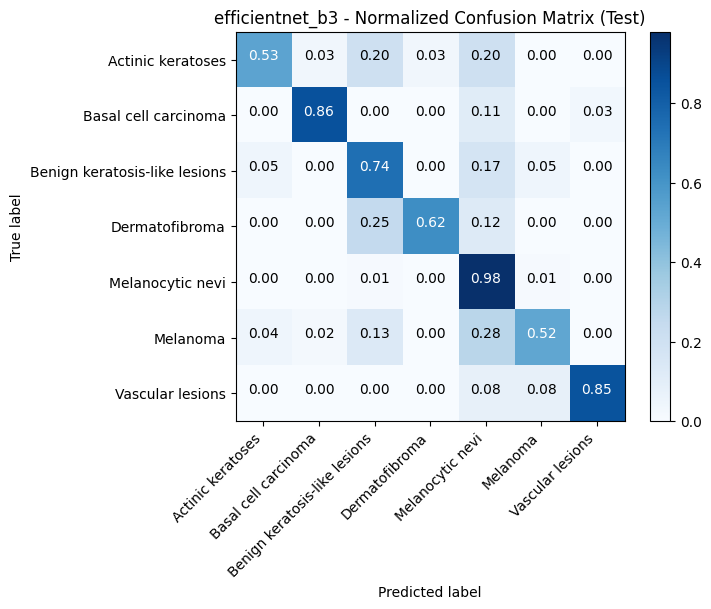 efficientnet_b3 - Normalized Confusion Matrix (Test)
True label
Actinic keratoses 0.53 0.03 0.20 0.03 0.20 0.00 0.00
Basal cell carcinoma 0.00 0.86 0.00 0.00 0.11 0.00 0.03
Benign keratosis-like lesions 0.05 0.00 0.74 0.00 0.17 0.05 0.00
Dermatofibroma 0.00 0.00 0.25 0.62 0.12 0.00 0.00
Melanocytic nevi 0.00 0.00 0.01 0.00 0.98 0.01 0.00
Melanoma 0.04 0.02 0.13 0.00 0.28 0.52 0.00
Vascular lesions 0.00 0.00 0.00 0.00 0.08 0.08 0.85
Actinic keratoses
Basal cell carcinoma
Benign keratosis-like lesions
Dermatofibroma
Melanocytic nevi
Melanoma
Vascular lesions
Predicted label
0.8
0.6
0.4
0.2
0.0